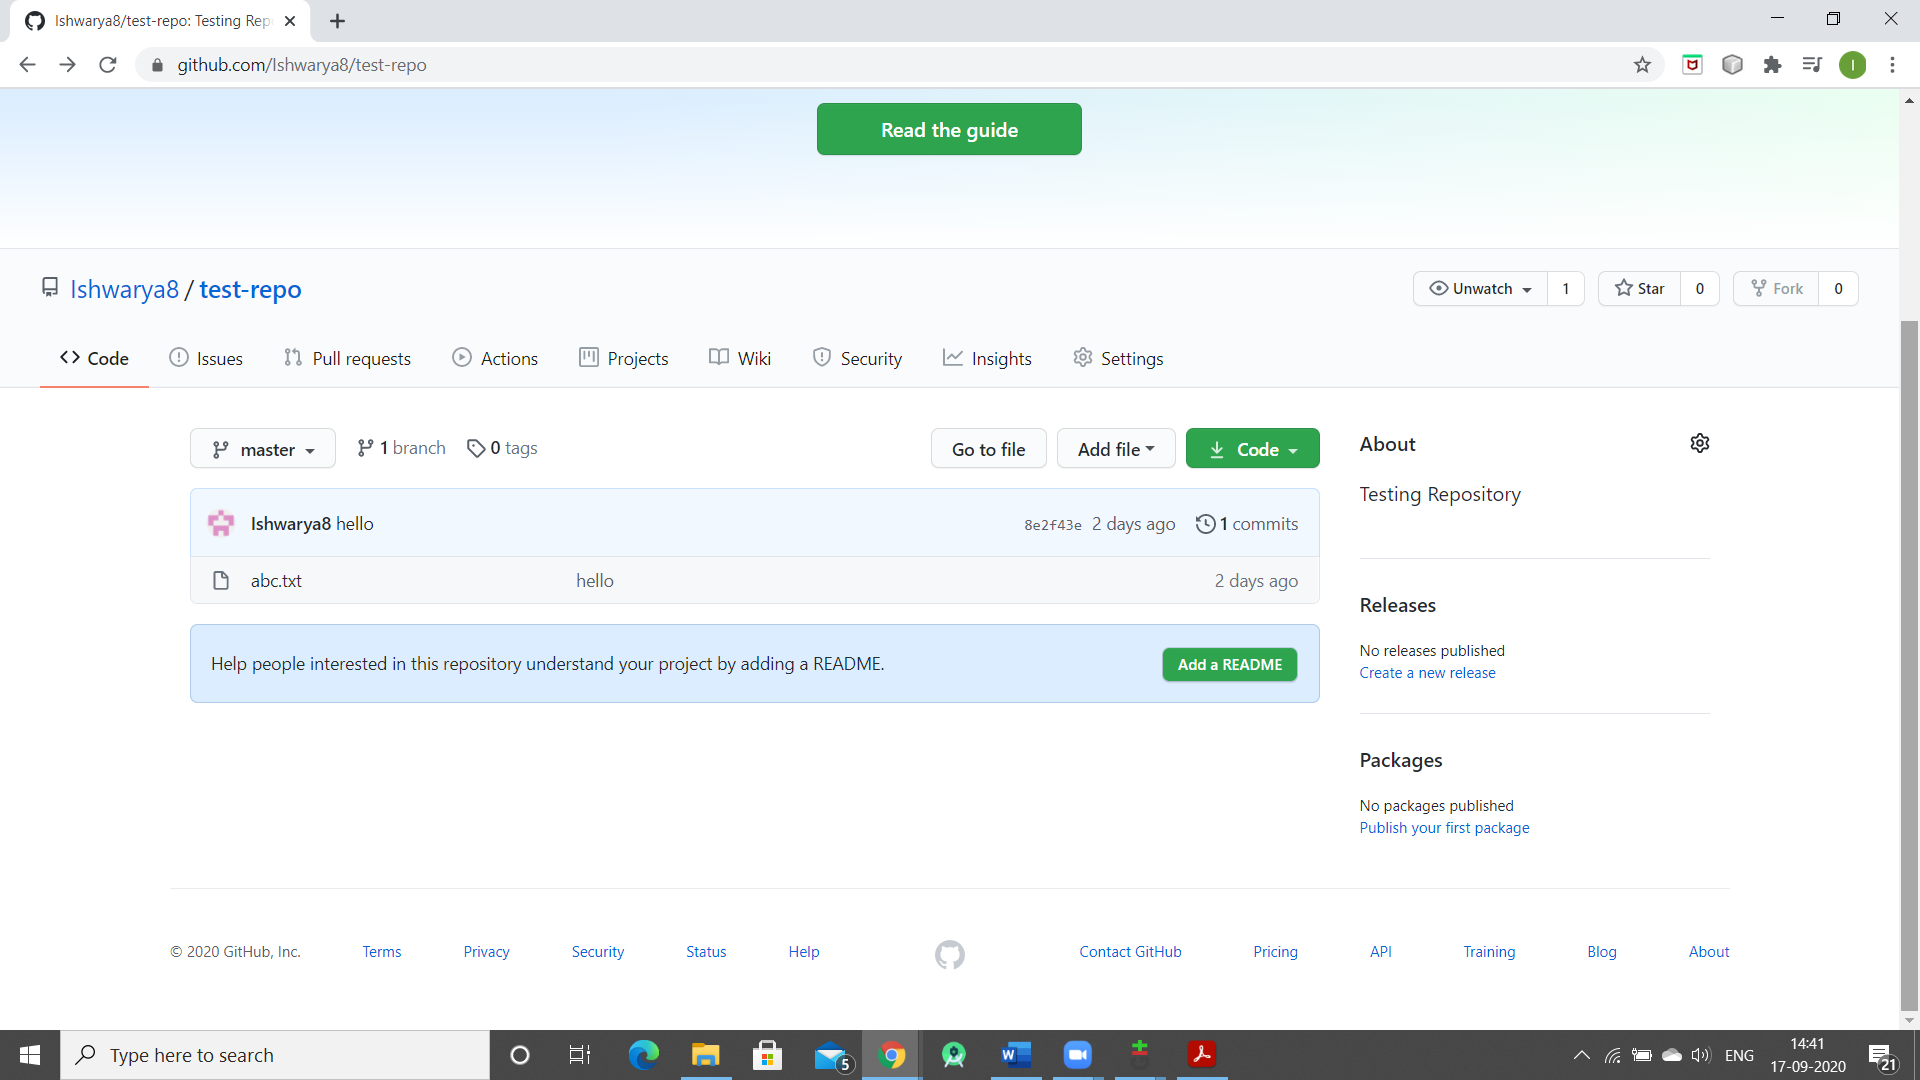 Ishwarya8/test-repo: Testing Rep
github.com/Ishwarya8/test-repo
I
Read the guide
Ishwarya8 / test-repo
Unwatch 1 Star 0 Fork 0
Code Issues Pull requests Actions Projects Wiki Security Insights Settings
master 1 branch 0 tags Go to file Add file Code
About
Testing Repository
Ishwarya8 hello 8e2f43e 2 days ago 1 commits
abc.txt hello 2 days ago
Help people interested in this repository understand your project by adding a README. Add a README
Releases
No releases published
Create a new release
Packages
No packages published
Publish your first package
© 2020 GitHub, Inc. Terms Privacy Security Status Help Contact GitHub Pricing API Training Blog About
Type here to search
5
W
ENG
14:41
17-09-2020
21